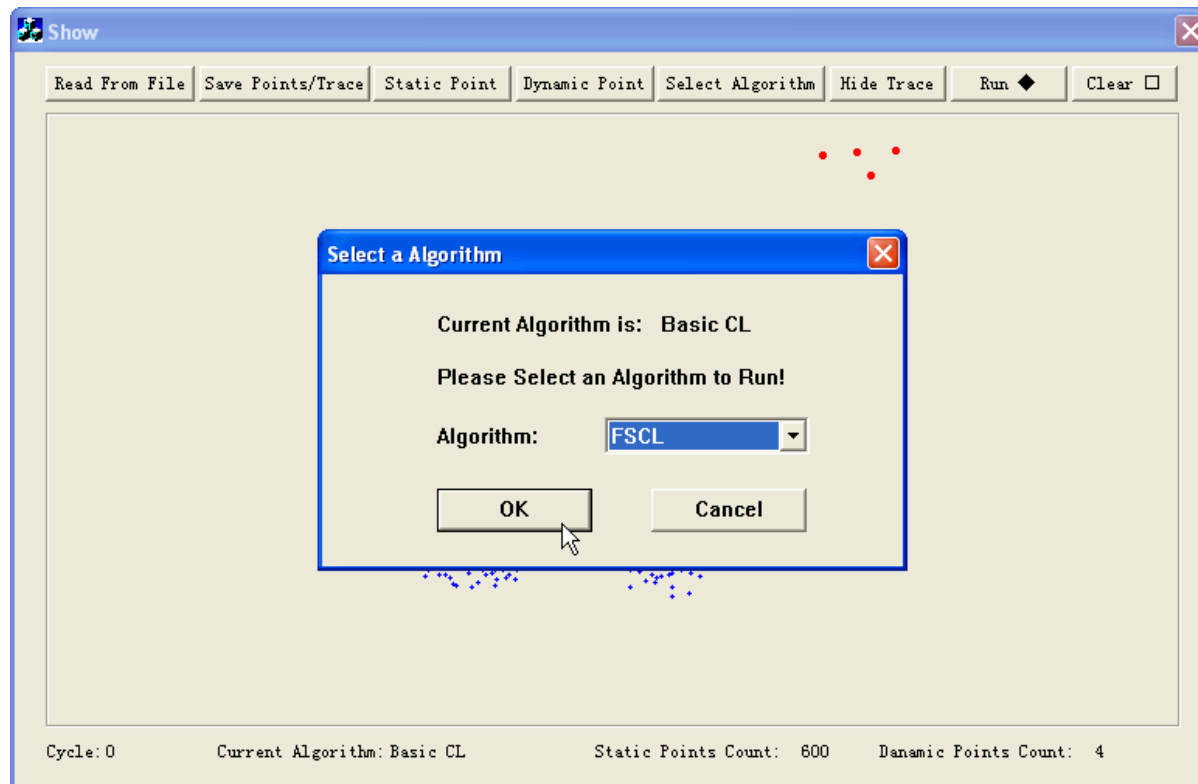 Show
Read From File Save Points/Trace Static Point Dynamic Point Select Algorithm Hide Trace Run Clear
Select a Algorithm
Current Algorithm is: Basic CL
Please Select an Algorithm to Run!
Algorithm: FSCL
OK Cancel
Cycle:0 Current Algorithm: Basic CL Static Points Count: 600 Danamic Points Count: 4